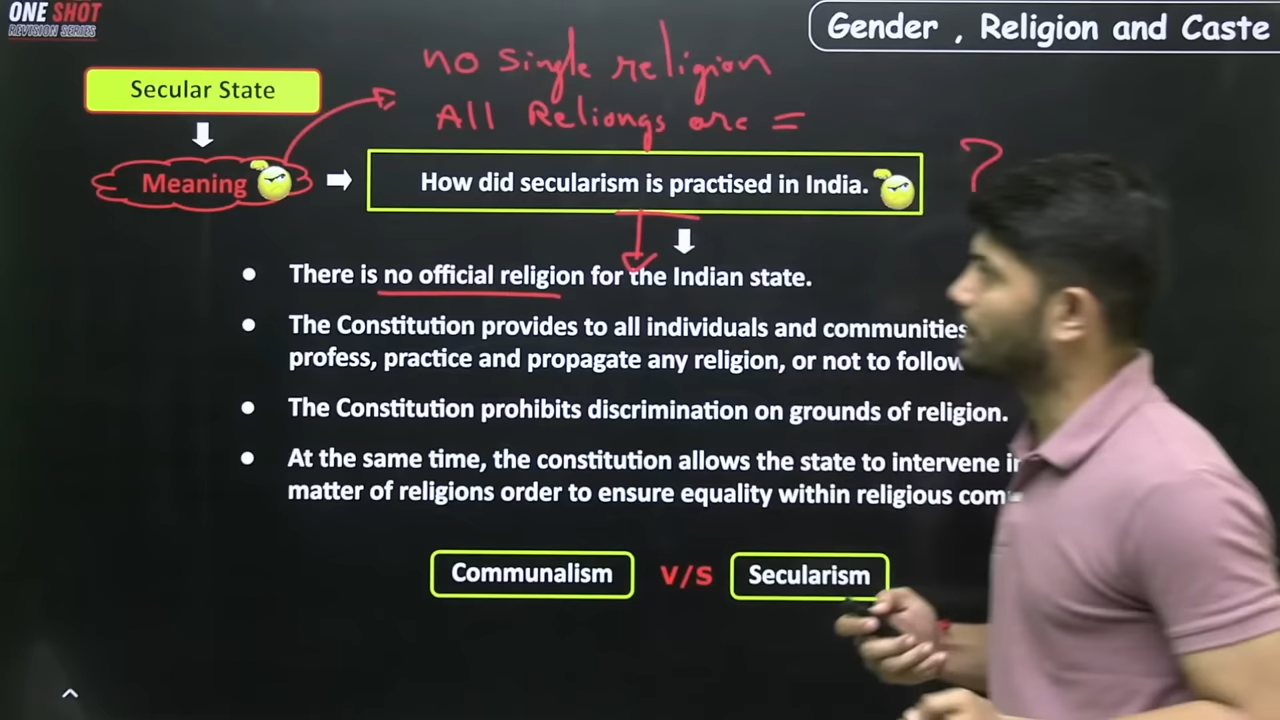 ONE SHOT
REVISION SERIES
Gender , Religion and Caste
no single religion
All Reliongs are =
Secular State
Meaning
How did secularism is practised in India.
?
There is no official religion for the Indian state.
The Constitution provides to all individuals and communities
profess, practice and propagate any religion, or not to follow
The Constitution prohibits discrimination on grounds of religion.
At the same time, the constitution allows the state to intervene
matter of religions order to ensure equality within religious
Communalism V/S Secularism